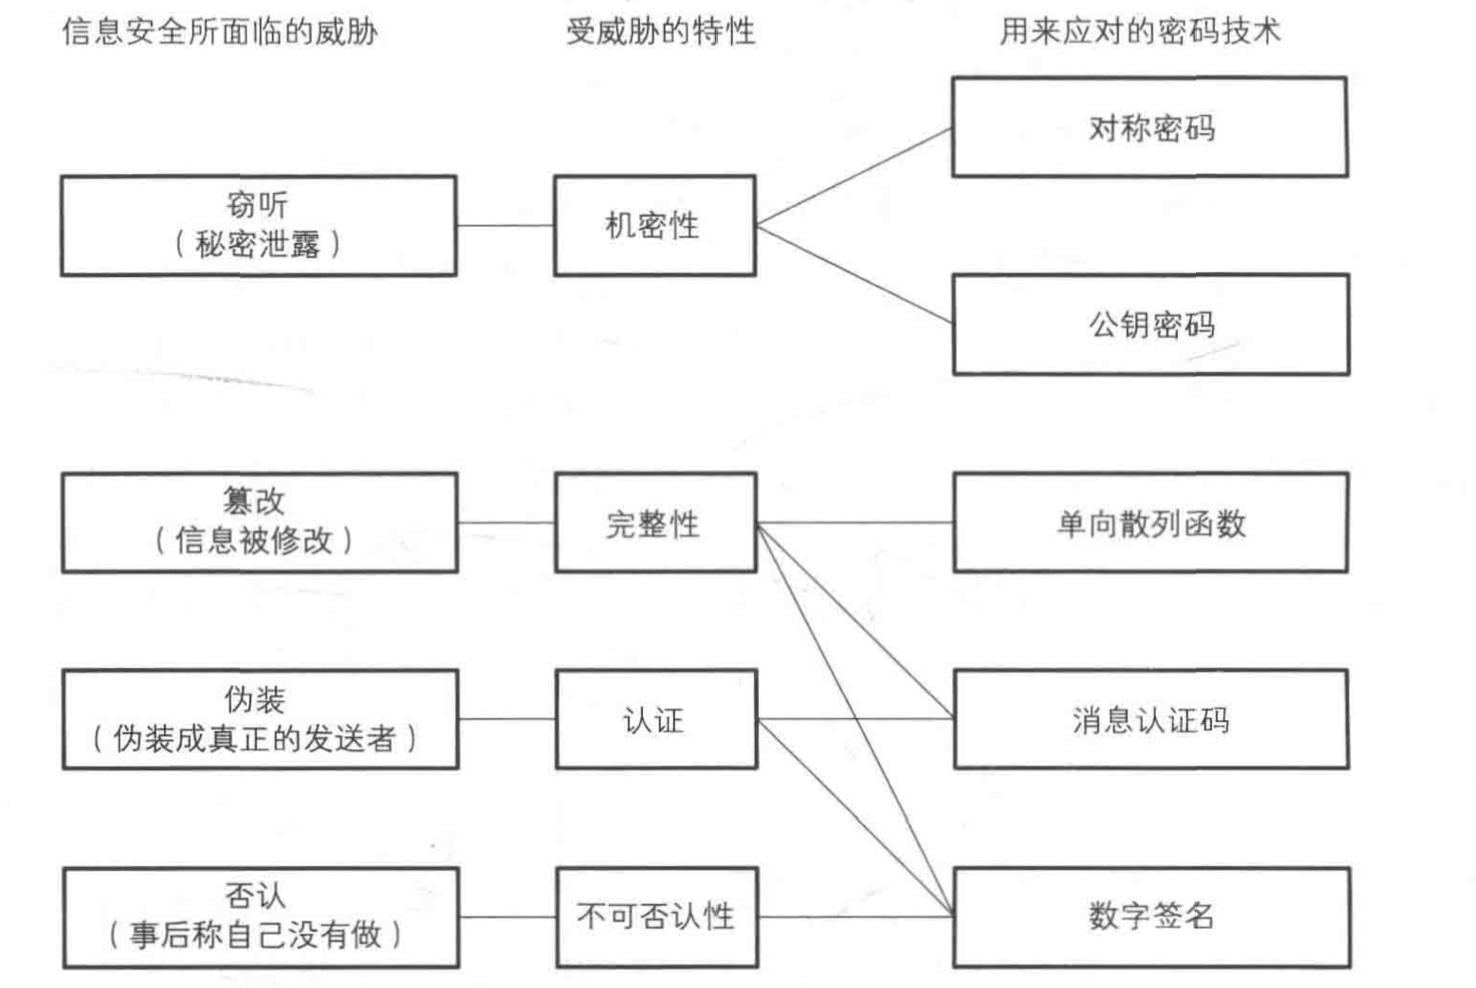 信息安全所面临的威胁
受威胁的特性
用来应对的密码技术
窃听
（秘密泄露）
机密性
对称密码
公钥密码
篡改
（信息被修改）
完整性
单向散列函数
伪装
（伪装成真正的发送者）
认证
消息认证码
否认
（事后称自己没有做）
不可否认性
数字签名